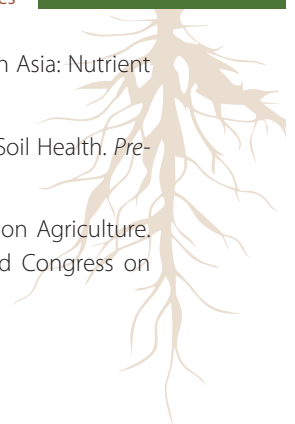 n Asia: Nutrient
Soil Health. Pre-
on Agriculture.
d Congress on